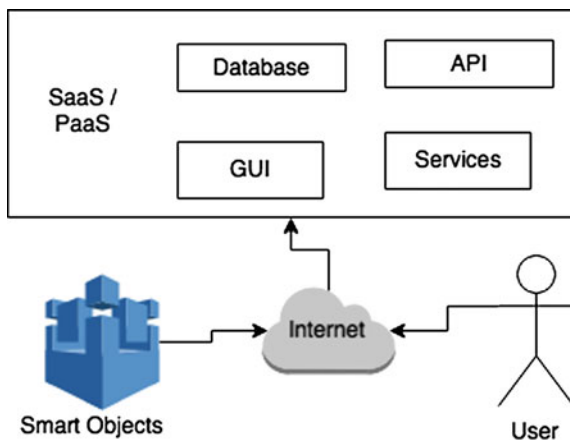 Database
API
SaaS /
PaaS
GUI
Services
Internet
Smart Objects
User